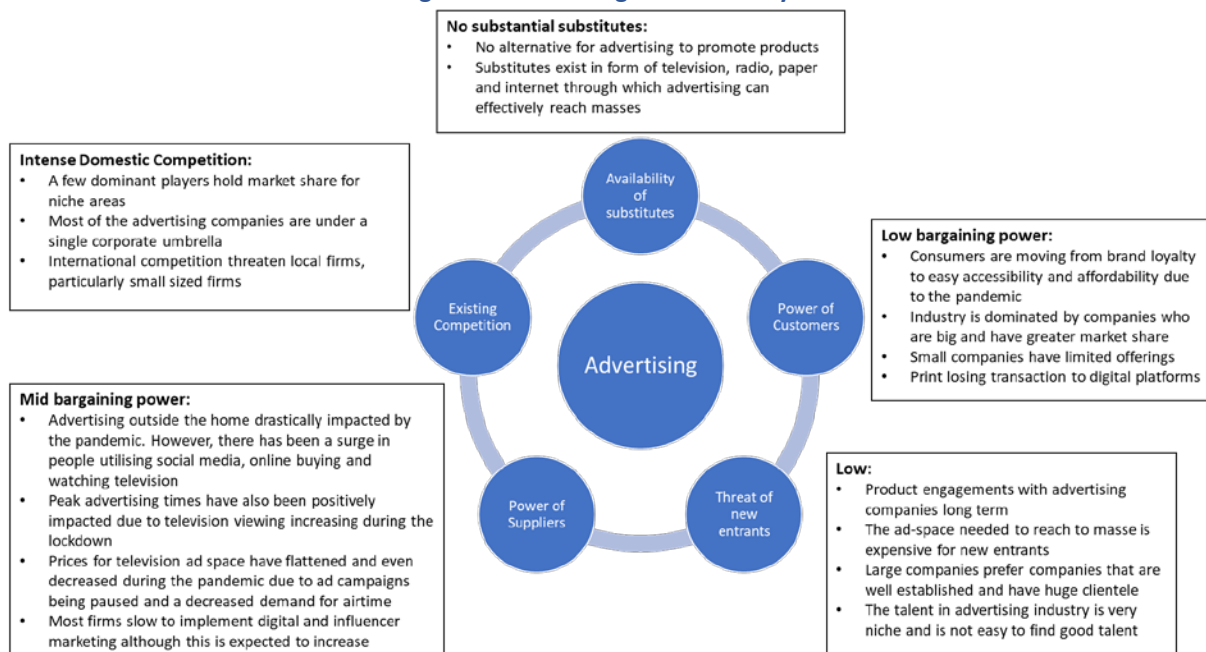 No substantial substitutes:
• No alternative for advertising to promote products
• Substitutes exist in form of television, radio, paper
and internet through which advertising can
effectively reach masses
Intense Domestic Competition:
• A few dominant players hold market share for
niche areas
• Most of the advertising companies are under a
single corporate umbrella
• International competition threaten local firms,
particularly small sized firms
Availability
of
substitutes
Low bargaining power:
• Consumers are moving from brand loyalty
to easy accessibility and affordability due
to the pandemic
• Industry is dominated by companies who
are big and have greater market share
• Small companies have limited offerings
• Print losing transaction to digital platforms
Existing
Competition
Power of
Customers
Advertising
Mid bargaining power:
• Advertising outside the home drastically impacted by
the pandemic. However, there has been a surge in
people utilising social media, online buying and
watching television
• Peak advertising times have also been positively
impacted due to television viewing increasing during the
lockdown
• Prices for television ad space have flattened and even
decreased during the pandemic due to ad campaigns
being paused and a decreased demand for airtime
• Most firms slow to implement digital and influencer
marketing although this is expected to increase
Power of
Suppliers
Threat of
new
entrants
Low:
• Product engagements with advertising
companies long term
• The ad-space needed to reach to masse is
expensive for new entrants
• Large companies prefer companies that are
well established and have huge clientele
• The talent in advertising industry is very
niche and is not easy to find good talent